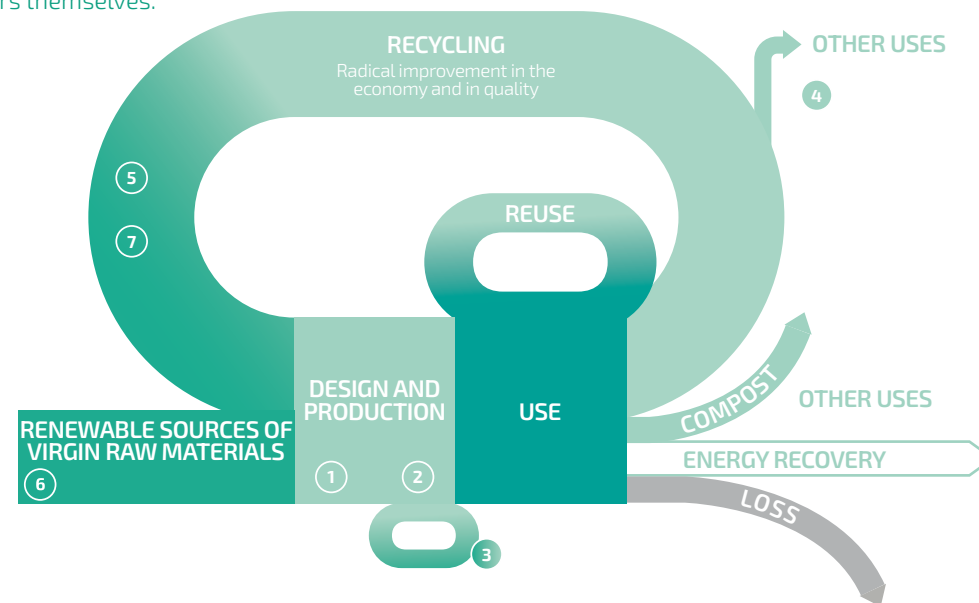 rs themselves.
RECYCLING
Radical improvement in the
economy and in quality
OTHER USES
4
5
7
REUSE
DESIGN AND
PRODUCTION
1
2
USE
RENEWABLE SOURCES OF
VIRGIN RAW MATERIALS
6
COMPOST
OTHER USES
ENERGY RECOVERY
LOSS
3